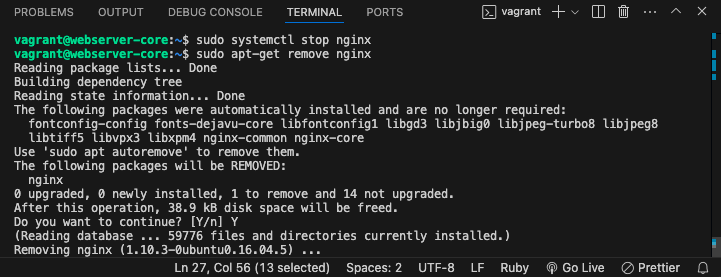 PROBLEMS OUTPUT DEBUG CONSOLE TERMINAL PORTS vagrant
vagrant@webserver-core:~$ sudo systemctl stop nginx
vagrant@webserver-core:~$ sudo apt-get remove nginx
Reading package lists... Done
Building dependency tree
Reading state information... Done
The following packages were automatically installed and are no longer required:
  fontconfig-config fonts-dejavu-core libfontconfig1 libgd3 libjbig0 libjpeg-turbo8 libjpeg8
  libtiff5 libvpx3 libxpm4 nginx-common nginx-core
Use 'sudo apt autoremove' to remove them.
The following packages will be REMOVED:
  nginx
0 upgraded, 0 newly installed, 1 to remove and 14 not upgraded.
After this operation, 38.9 kB disk space will be freed.
Do you want to continue? [Y/n] Y
(Reading database ... 59776 files and directories currently installed.)
Removing nginx (1.10.3-0ubuntu0.16.04.5) ...
Ln 27, Col 56 (13 selected) Spaces: 2 UTF-8 LF Ruby Go Live Prettier